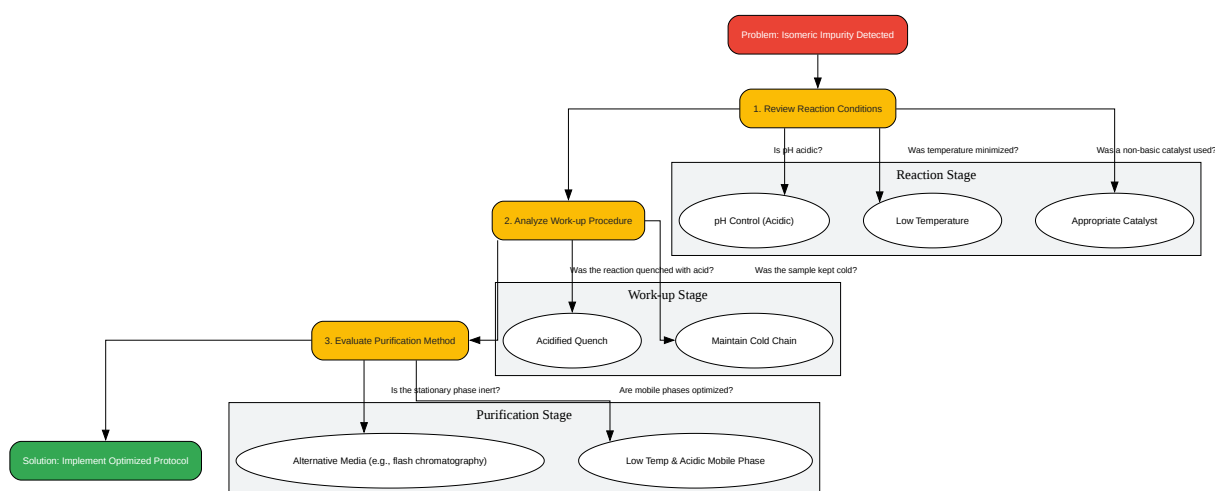 Problem: Isomeric Impurity Detected
1. Review Reaction Conditions
Is pH acidic?
Was temperature minimized?
Was a non-basic catalyst used?
Reaction Stage
pH Control (Acidic)
Low Temperature
Appropriate Catalyst
2. Analyze Work-up Procedure
Was the reaction quenched with acid?
Was the sample kept cold?
Work-up Stage
Acidified Quench
Maintain Cold Chain
3. Evaluate Purification Method
Is the stationary phase inert?
Are mobile phases optimized?
Purification Stage
Alternative Media (e.g., flash chromatography)
Low Temp & Acidic Mobile Phase
Solution: Implement Optimized Protocol